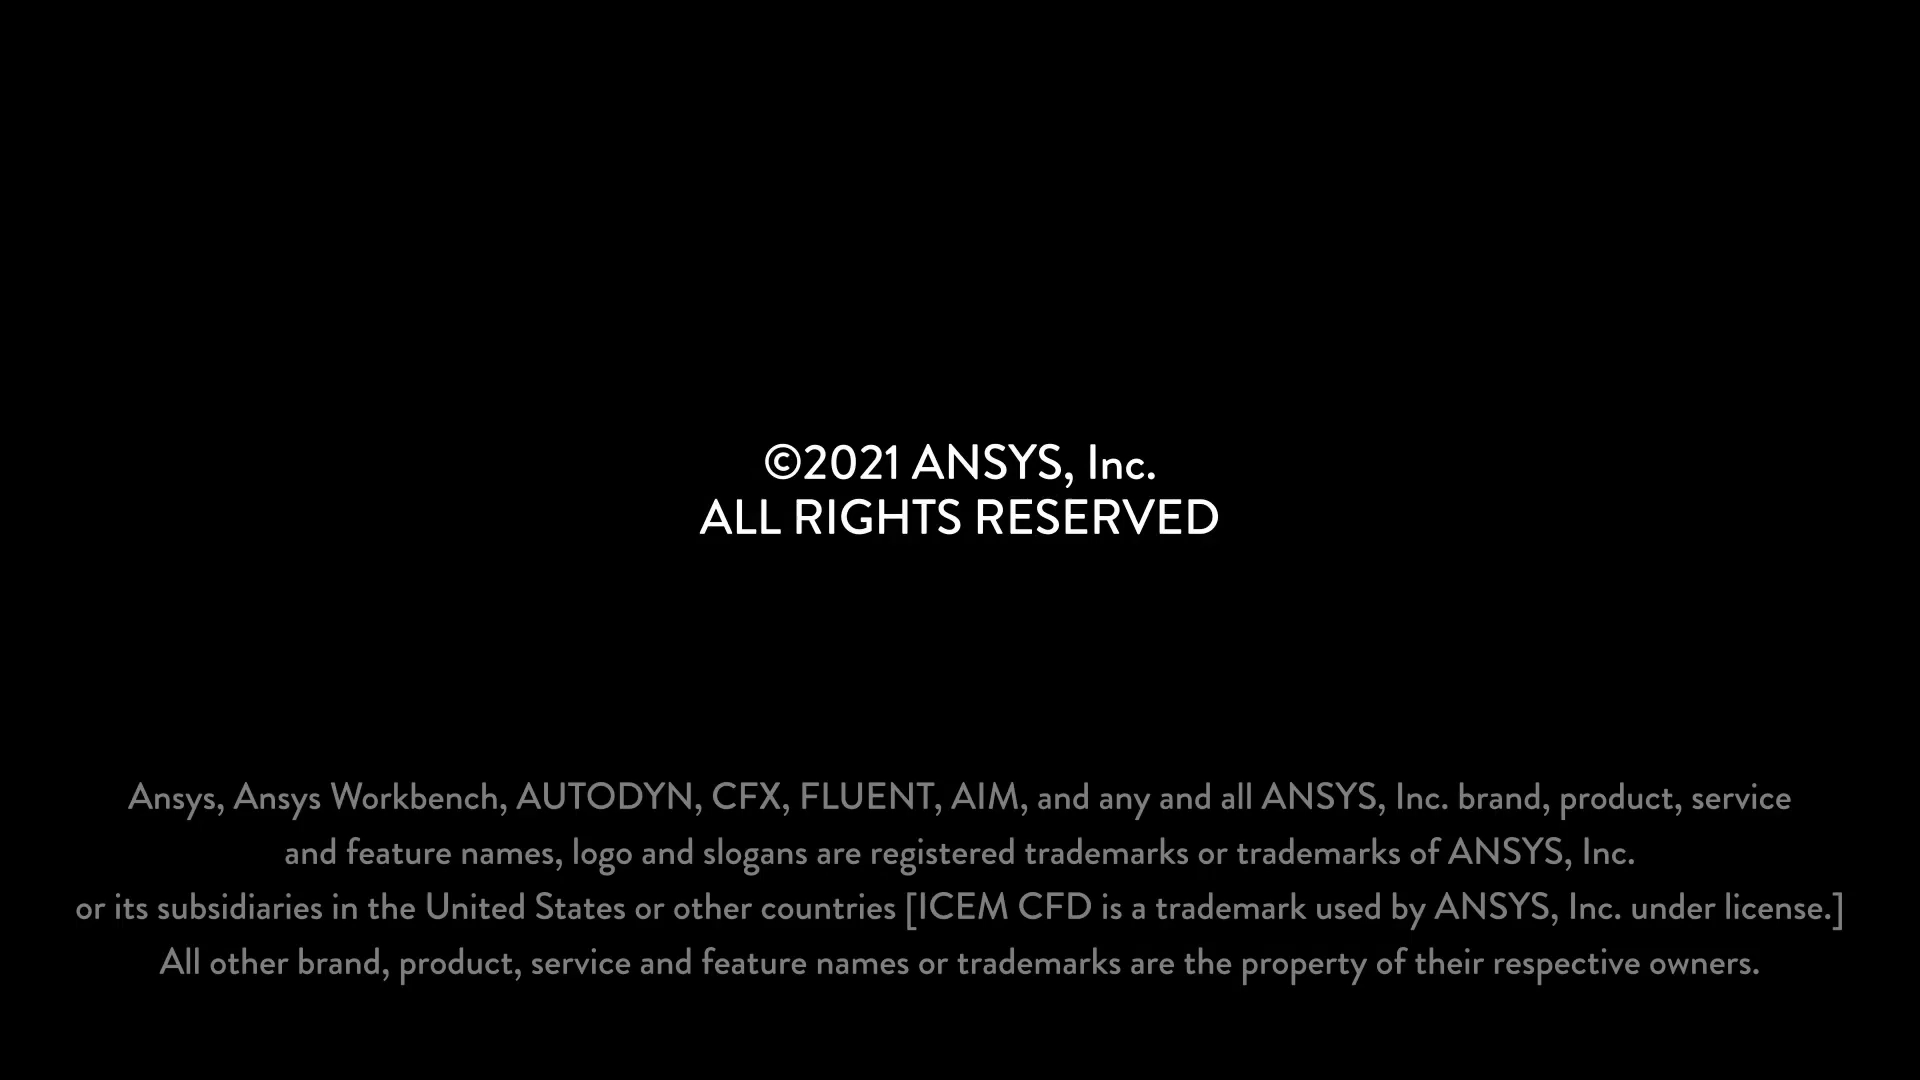 ©2021 ANSYS, Inc.
ALL RIGHTS RESERVED
Ansys, Ansys Workbench, AUTODYN, CFX, FLUENT, AIM, and any and all ANSYS, Inc. brand, product, service
and feature names, logo and slogans are registered trademarks or trademarks of ANSYS, Inc.
or its subsidiaries in the United States or other countries [ICEM CFD is a trademark used by ANSYS, Inc. under license.]
All other brand, product, service and feature names or trademarks are the property of their respective owners.